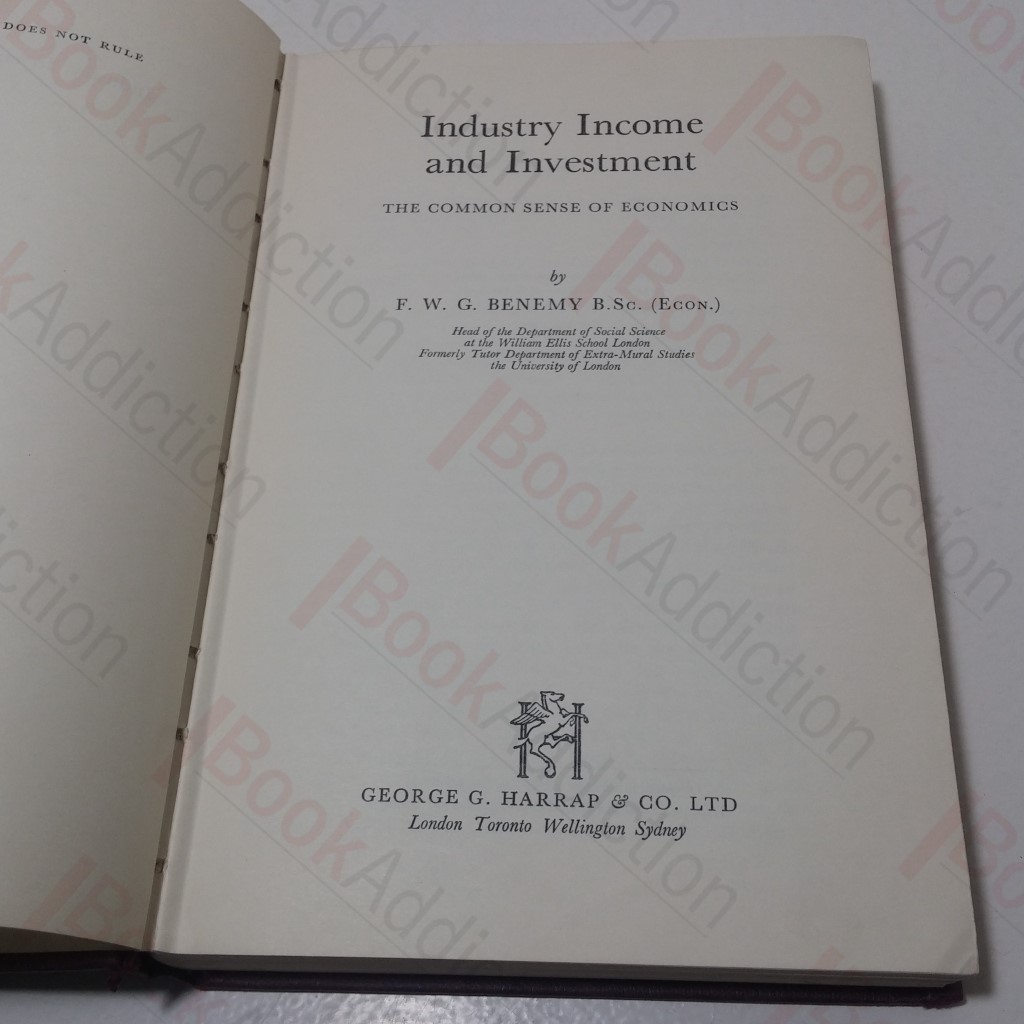 DOES NOT RULE
Industry Income
and Investment
THE COMMON SENSE OF ECONOMICS
by
F. W. G. BENEMY B.Sc. (Econ.)
Head of the Department of Social Science
at the William Ellis School London
Formerly Tutor Department of Extra-Mural Studies
the University of London
H
GEORGE G. HARRAP & CO. LTD
London Toronto Wellington Sydney
BookAddiction